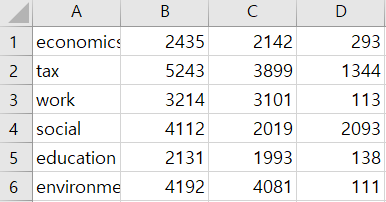 A B C D
1 economics 2435 2142 293
2 tax 5243 3899 1344
3 work 3214 3101 113
4 social 4112 2019 2093
5 education 2131 1993 138
6 environme 4192 4081 111